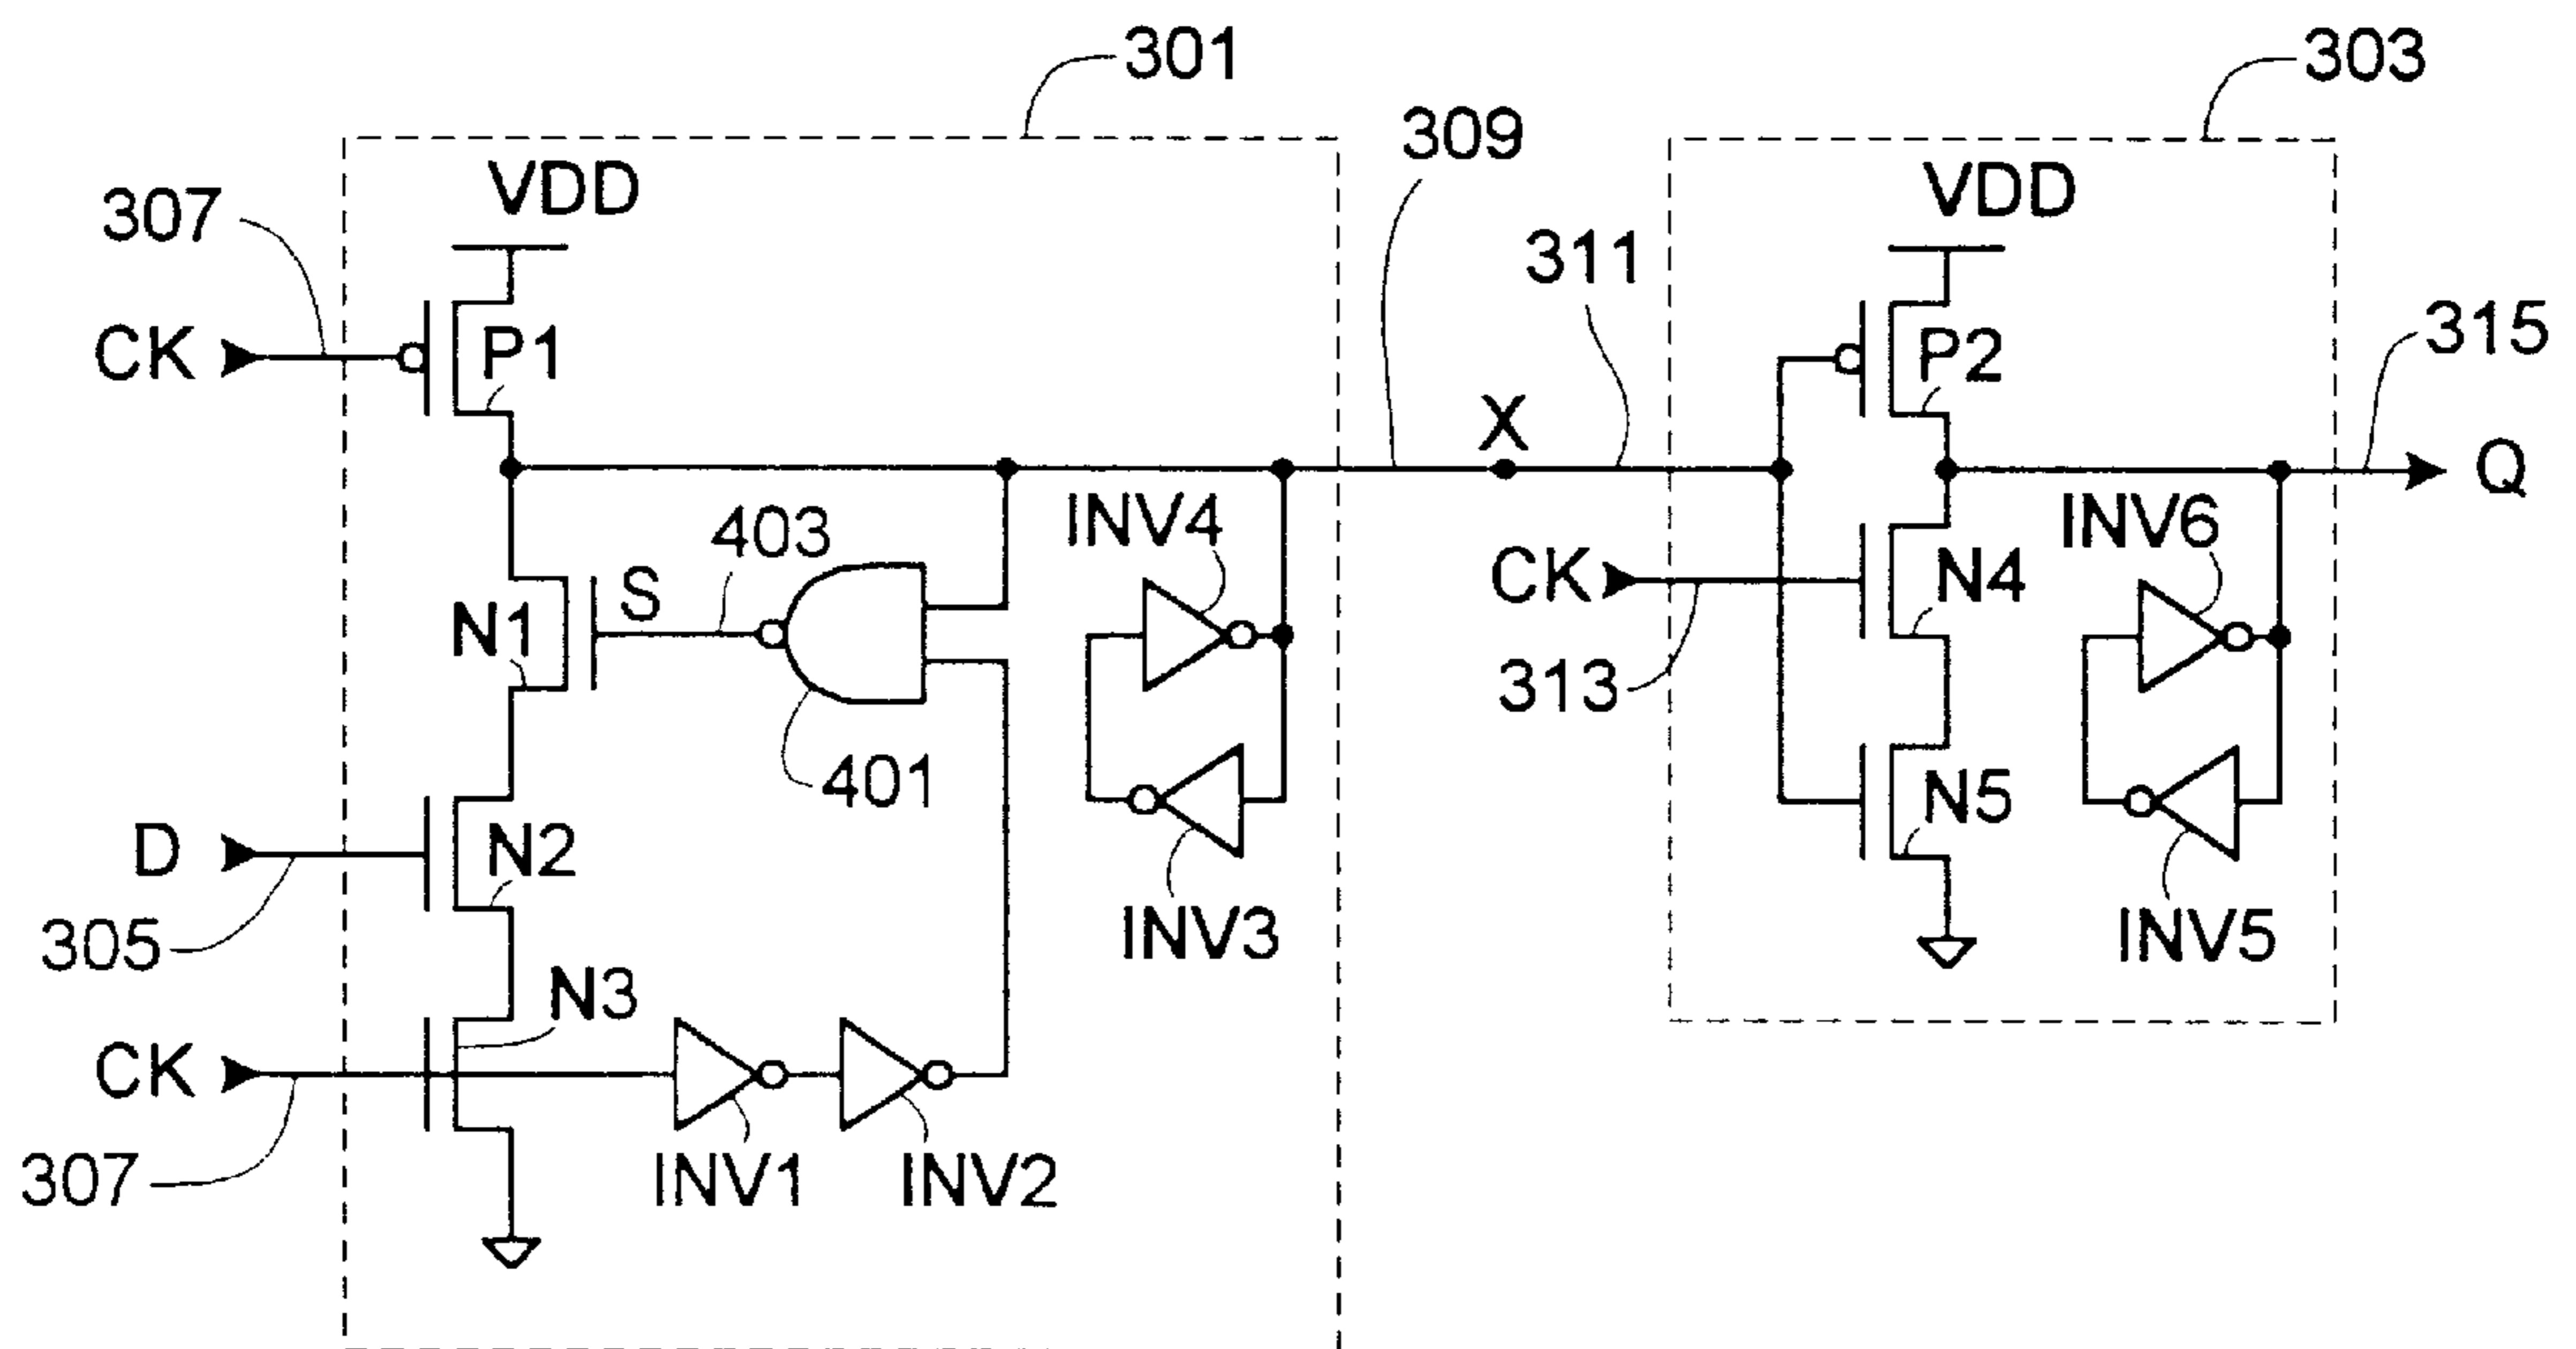 301
303
309
VDD
VDD
307
311
315
CK
P1
P2
X
Q
INV4
INV6
403
S
CK
N4
N1
313
401
D
N2
N5
305
INV3
INV5
N3
CK
307
INV1
INV2